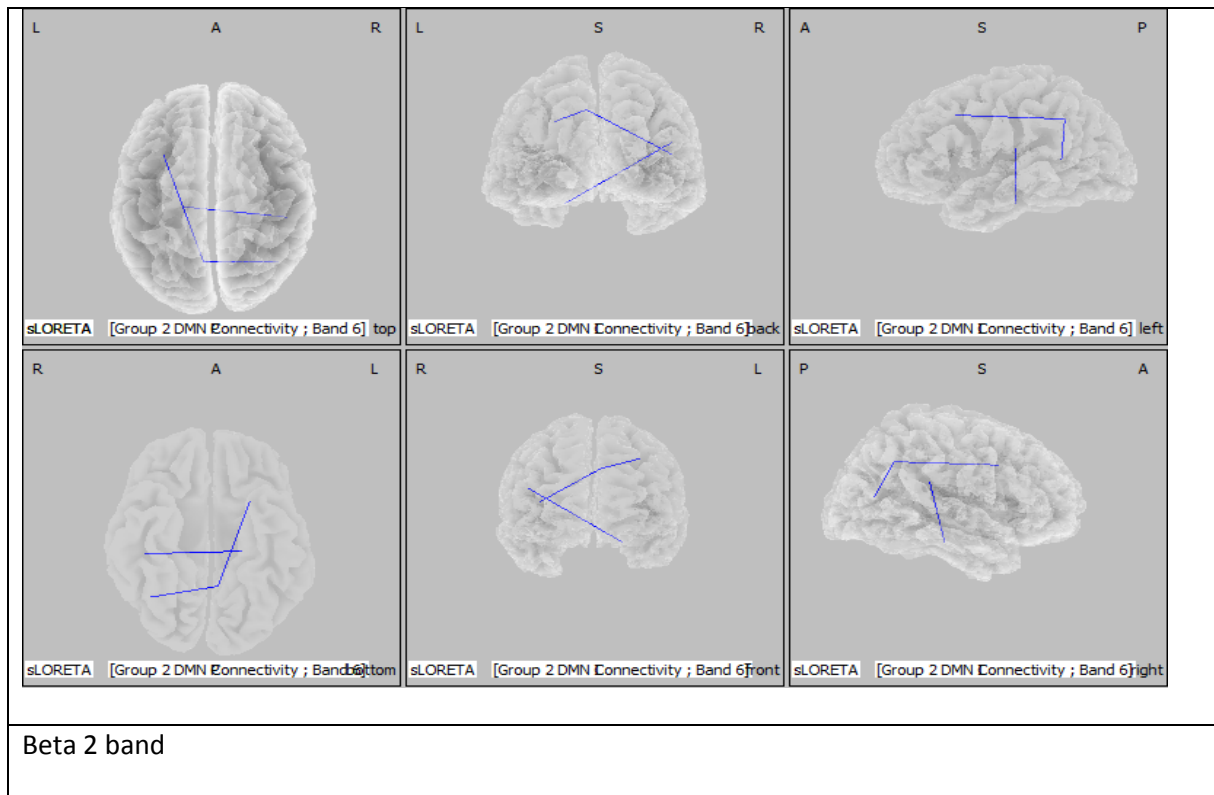 L A R
L S R
A S P
sLORETA [Group 2 DMN Connectivity ; Band 6] top
sLORETA [Group 2 DMN Connectivity ; Band 6] back
sLORETA [Group 2 DMN Connectivity ; Band 6] left
R A L
R S L
P S A
sLORETA [Group 2 DMN Connectivity ; Band 6] bottom
sLORETA [Group 2 DMN Connectivity ; Band 6] front
sLORETA [Group 2 DMN Connectivity ; Band 6] right
Beta 2 band